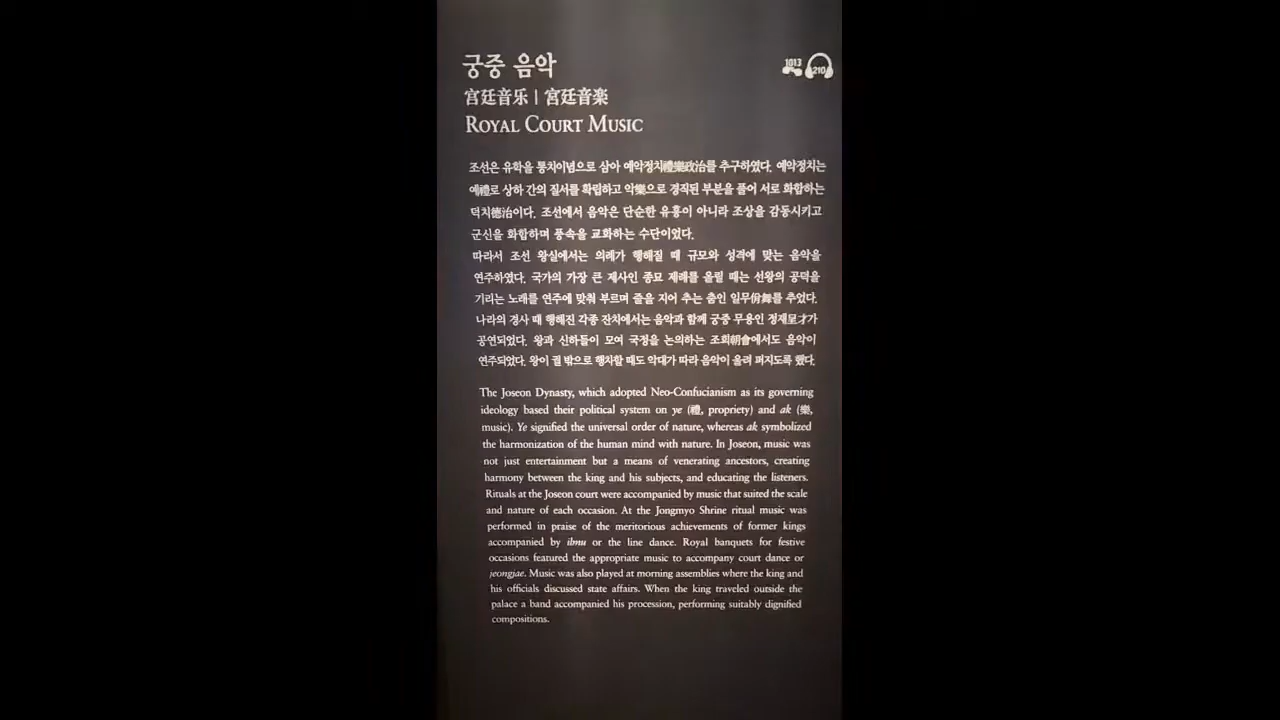 궁중 음악
1013
210
宫廷音乐 | 宮廷音楽
ROYAL COURT MUSIC
조선은 유학을 통치이념으로 삼아 예악정치禮樂政治를 추구하였다. 예악정치는
예禮로 상하 간의 질서를 확립하고 악樂으로 경직된 부분을 풀어 서로 화합하는
덕치德治이다. 조선에서 음악은 단순한 유흥이 아니라 조상을 감동시키고
군신을 화합하며 풍속을 교화하는 수단이었다.
따라서 조선 왕실에서는 의례가 행해질 때 규모와 성격에 맞는 음악을
연주하였다. 국가의 가장 큰 제사인 종묘 제례를 올릴 때는 선왕의 공덕을
기리는 노래를 연주에 맞춰 부르며 줄을 지어 추는 춤인 일무佾舞를 추었다.
나라의 경사 때 행해진 각종 잔치에서는 음악과 함께 궁중 무용인 정재呈才가
공연되었다. 왕과 신하들이 모여 국정을 논의하는 조회朝會에서도 음악이
연주되었다. 왕이 궐 밖으로 행차할 때도 악대가 따라 음악이 울려 퍼지도록 했다.
The Joseon Dynasty, which adopted Neo-Confucianism as its governing
ideology based their political system on ye (禮, propriety) and ak (樂,
music). Ye signified the universal order of nature, whereas ak symbolized
the harmonization of the human mind with nature. In Joseon, music was
not just entertainment but a means of venerating ancestors, creating
harmony between the king and his subjects, and educating the listeners.
Rituals at the Joseon court were accompanied by music that suited the scale
and nature of each occasion. At the Jongmyo Shrine ritual music was
performed in praise of the meritorious achievements of former kings
accompanied by ilmu or the line dance. Royal banquets for festive
occasions featured the appropriate music to accompany court dance or
jeongjae. Music was also played at morning assemblies where the king and
his officials discussed state affairs. When the king traveled outside the
palace a band accompanied his procession, performing suitably dignified
compositions.